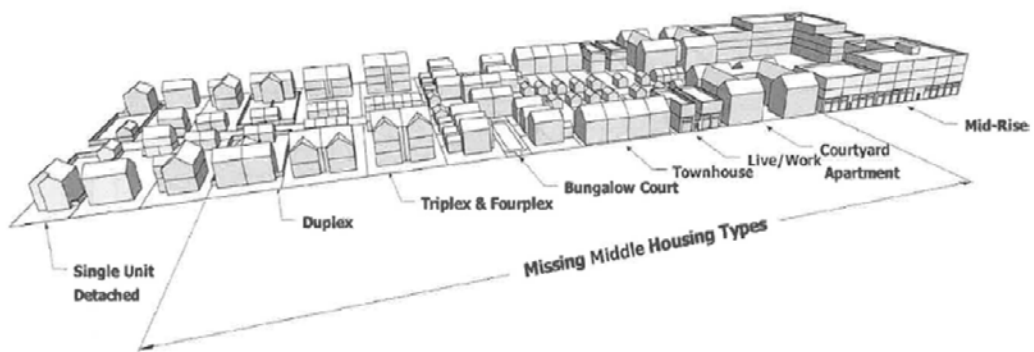 Single Unit
Detached
Duplex
Triplex & Fourplex
Bungalow Court
Townhouse
Live/Work
Courtyard
Apartment
Mid-Rise
Missing Middle Housing Types